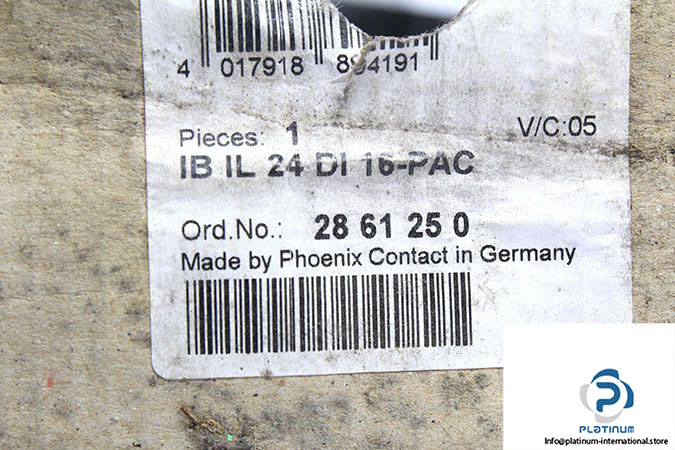 4 017918 894191
Pieces: 1
V/C:05
IB IL 24 DI 16-PAC
Ord.No.: 28 61 25 0
Made by Phoenix Contact in Germany
PLATINUM
Info@platinum-international.store